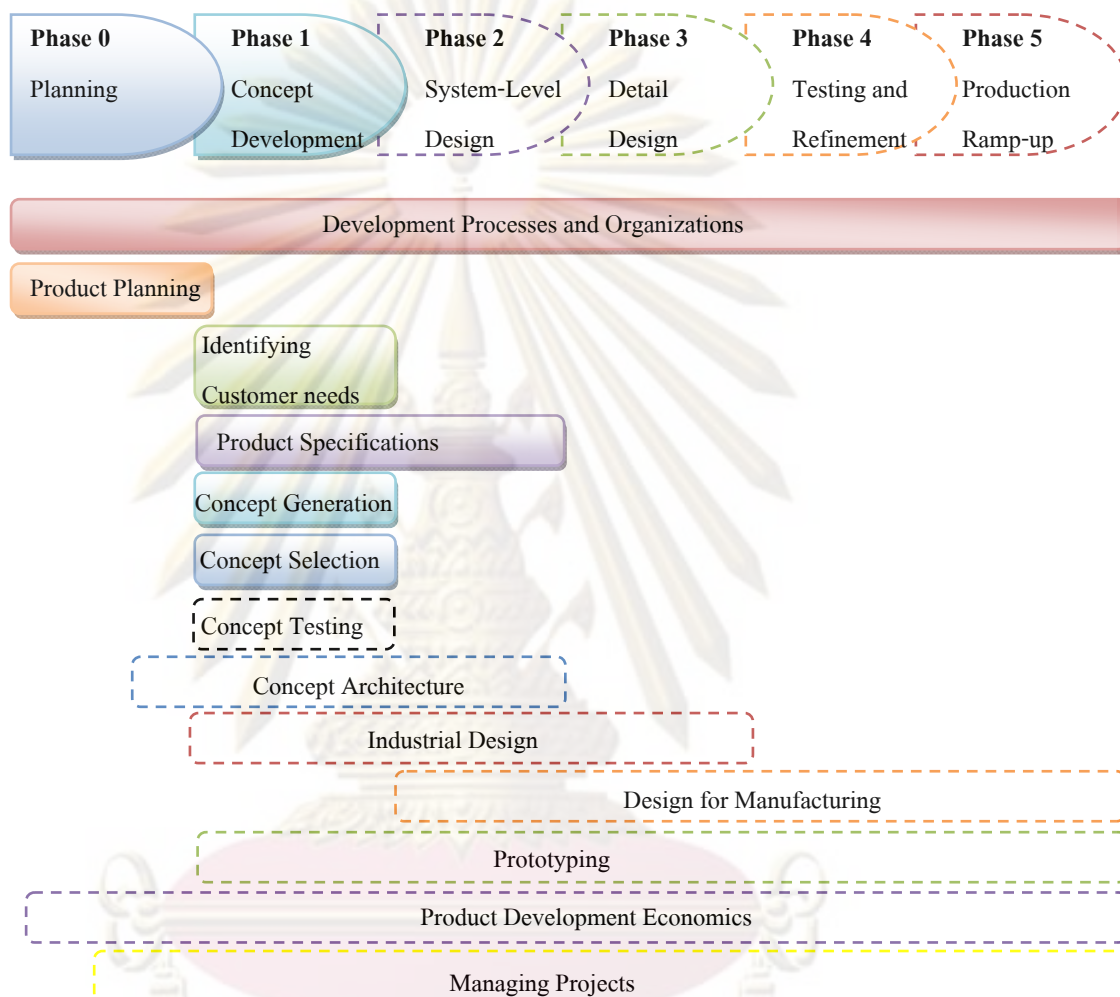 Phase 0
Planning
Phase 1
Concept
Development
Phase 2
System-Level
Design
Phase 3
Detail
Design
Phase 4
Testing and
Refinement
Phase 5
Production
Ramp-up
Development Processes and Organizations
Product Planning
Identifying
Customer needs
Product Specifications
Concept Generation
Concept Selection
Concept Testing
Concept Architecture
Industrial Design
Design for Manufacturing
Prototyping
Product Development Economics
Managing Projects